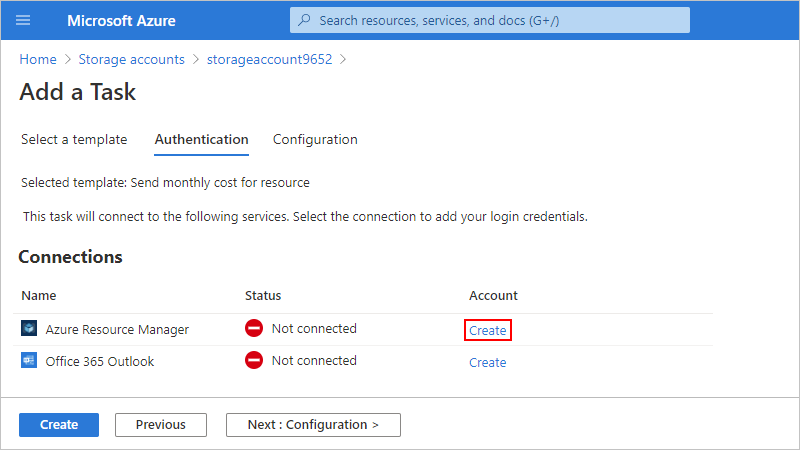 Microsoft Azure
Search resources, services, and docs (G+/)
Home > Storage accounts > storageaccount9652 >
Add a Task
Select a template Authentication Configuration
Selected template: Send monthly cost for resource
This task will connect to the following services. Select the connection to add your login credentials.
Connections
Name Status Account
Azure Resource Manager Not connected Create
Office 365 Outlook Not connected Create
Create Previous Next : Configuration >